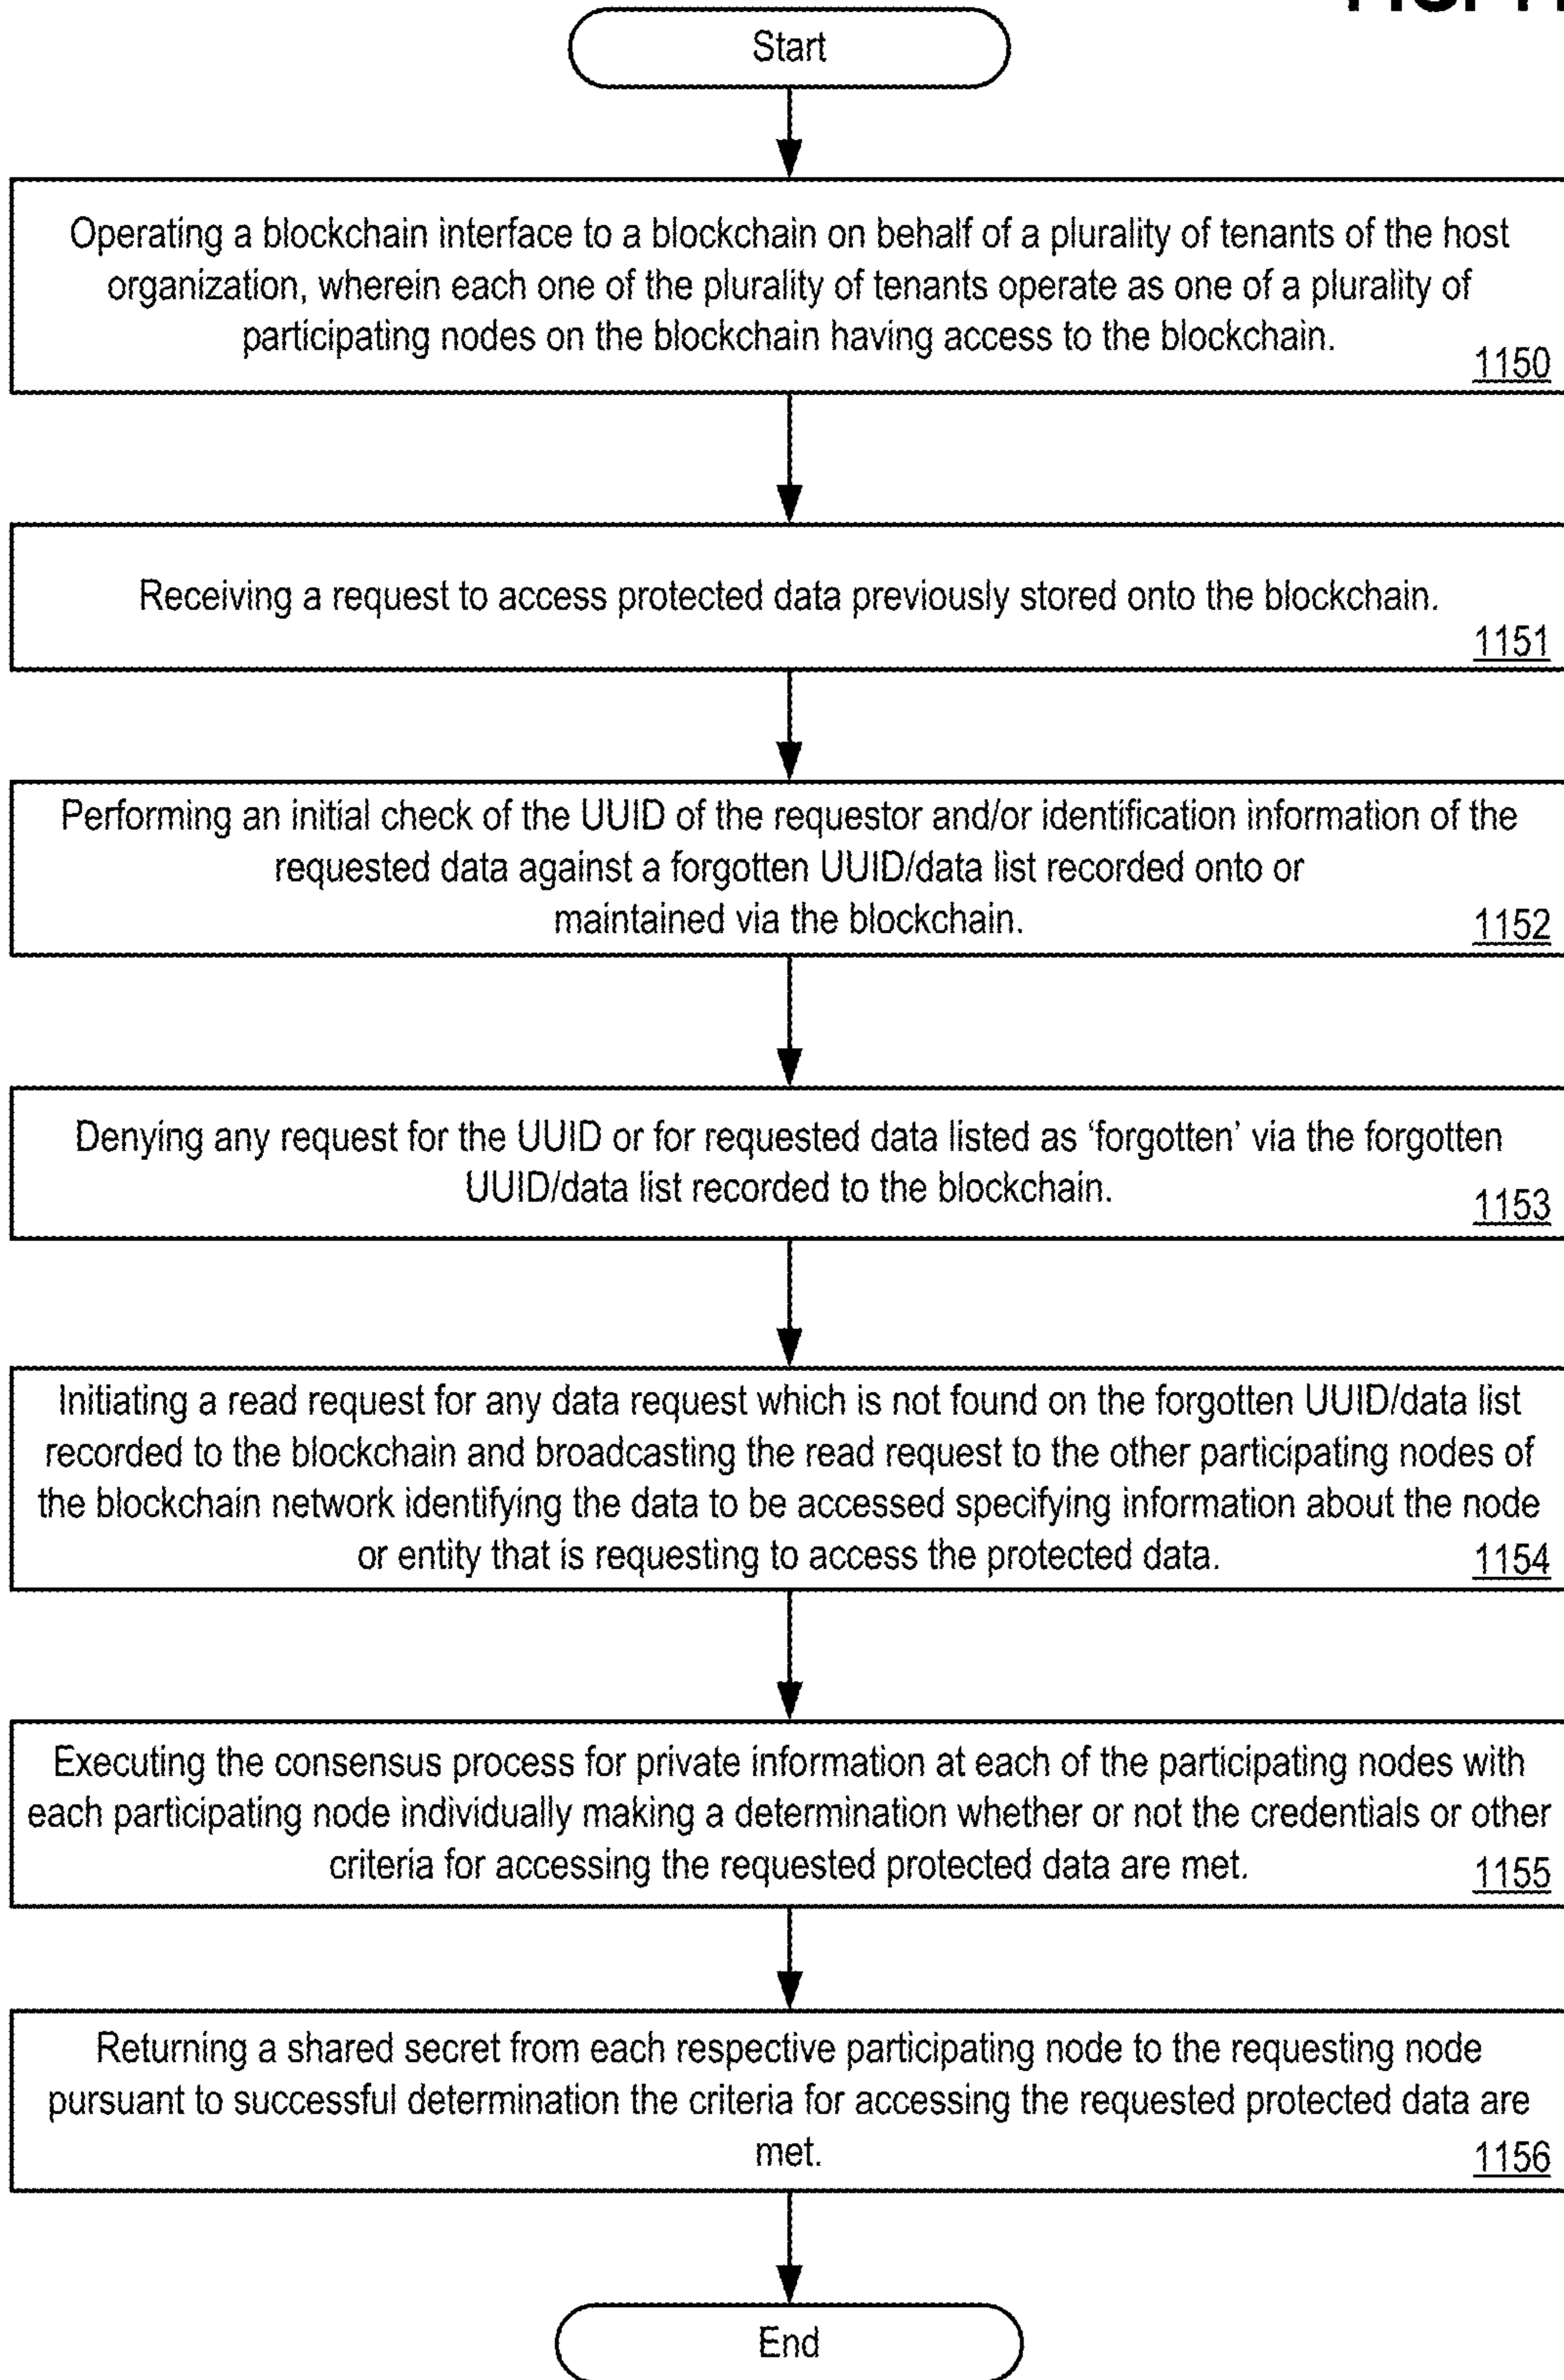 Start
Operating a blockchain interface to a blockchain on behalf of a plurality of tenants of the host
organization, wherein each one of the plurality of tenants operate as one of a plurality of
participating nodes on the blockchain having access to the blockchain.
1150
Receiving a request to access protected data previously stored onto the blockchain.
1151
Performing an initial check of the UUID of the requestor and/or identification information of the
requested data against a forgotten UUID/data list recorded onto or
maintained via the blockchain.
1152
Denying any request for the UUID or for requested data listed as ‘forgotten’ via the forgotten
UUID/data list recorded to the blockchain.
1153
Initiating a read request for any data request which is not found on the forgotten UUID/data list
recorded to the blockchain and broadcasting the read request to the other participating nodes of
the blockchain network identifying the data to be accessed specifying information about the node
or entity that is requesting to access the protected data.
1154
Executing the consensus process for private information at each of the participating nodes with
each participating node individually making a determination whether or not the credentials or other
criteria for accessing the requested protected data are met.
1155
Returning a shared secret from each respective participating node to the requesting node
pursuant to successful determination the criteria for accessing the requested protected data are
met.
1156
End